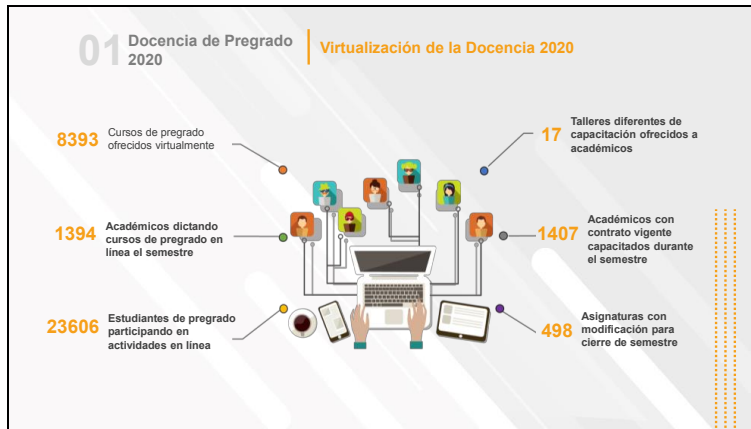 01
Docencia de Pregrado
2020
Virtualización de la Docencia 2020
8393
Cursos de pregrado
ofrecidos virtualmente
1394
Académicos dictando
cursos de pregrado en
línea el semestre
23606
Estudiantes de pregrado
participando en
actividades en línea
17
Talleres diferentes de
capacitación ofrecidos a
académicos
1407
Académicos con
contrato vigente
capacitados durante
el semestre
498
Asignaturas con
modificación para
cierre de semestre